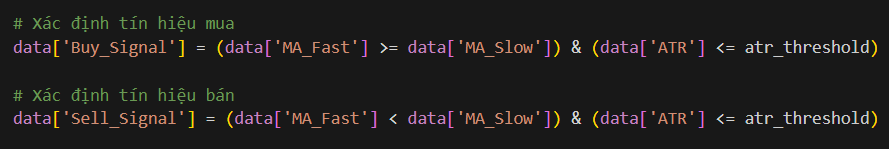 # Xác định tín hiệu mua
data['Buy_Signal'] = (data['MA_Fast'] >= data['MA_Slow']) & (data['ATR'] <= atr_threshold)
# Xác định tín hiệu bán
data['Sell_Signal'] = (data['MA_Fast'] < data['MA_Slow']) & (data['ATR'] <= atr_threshold)